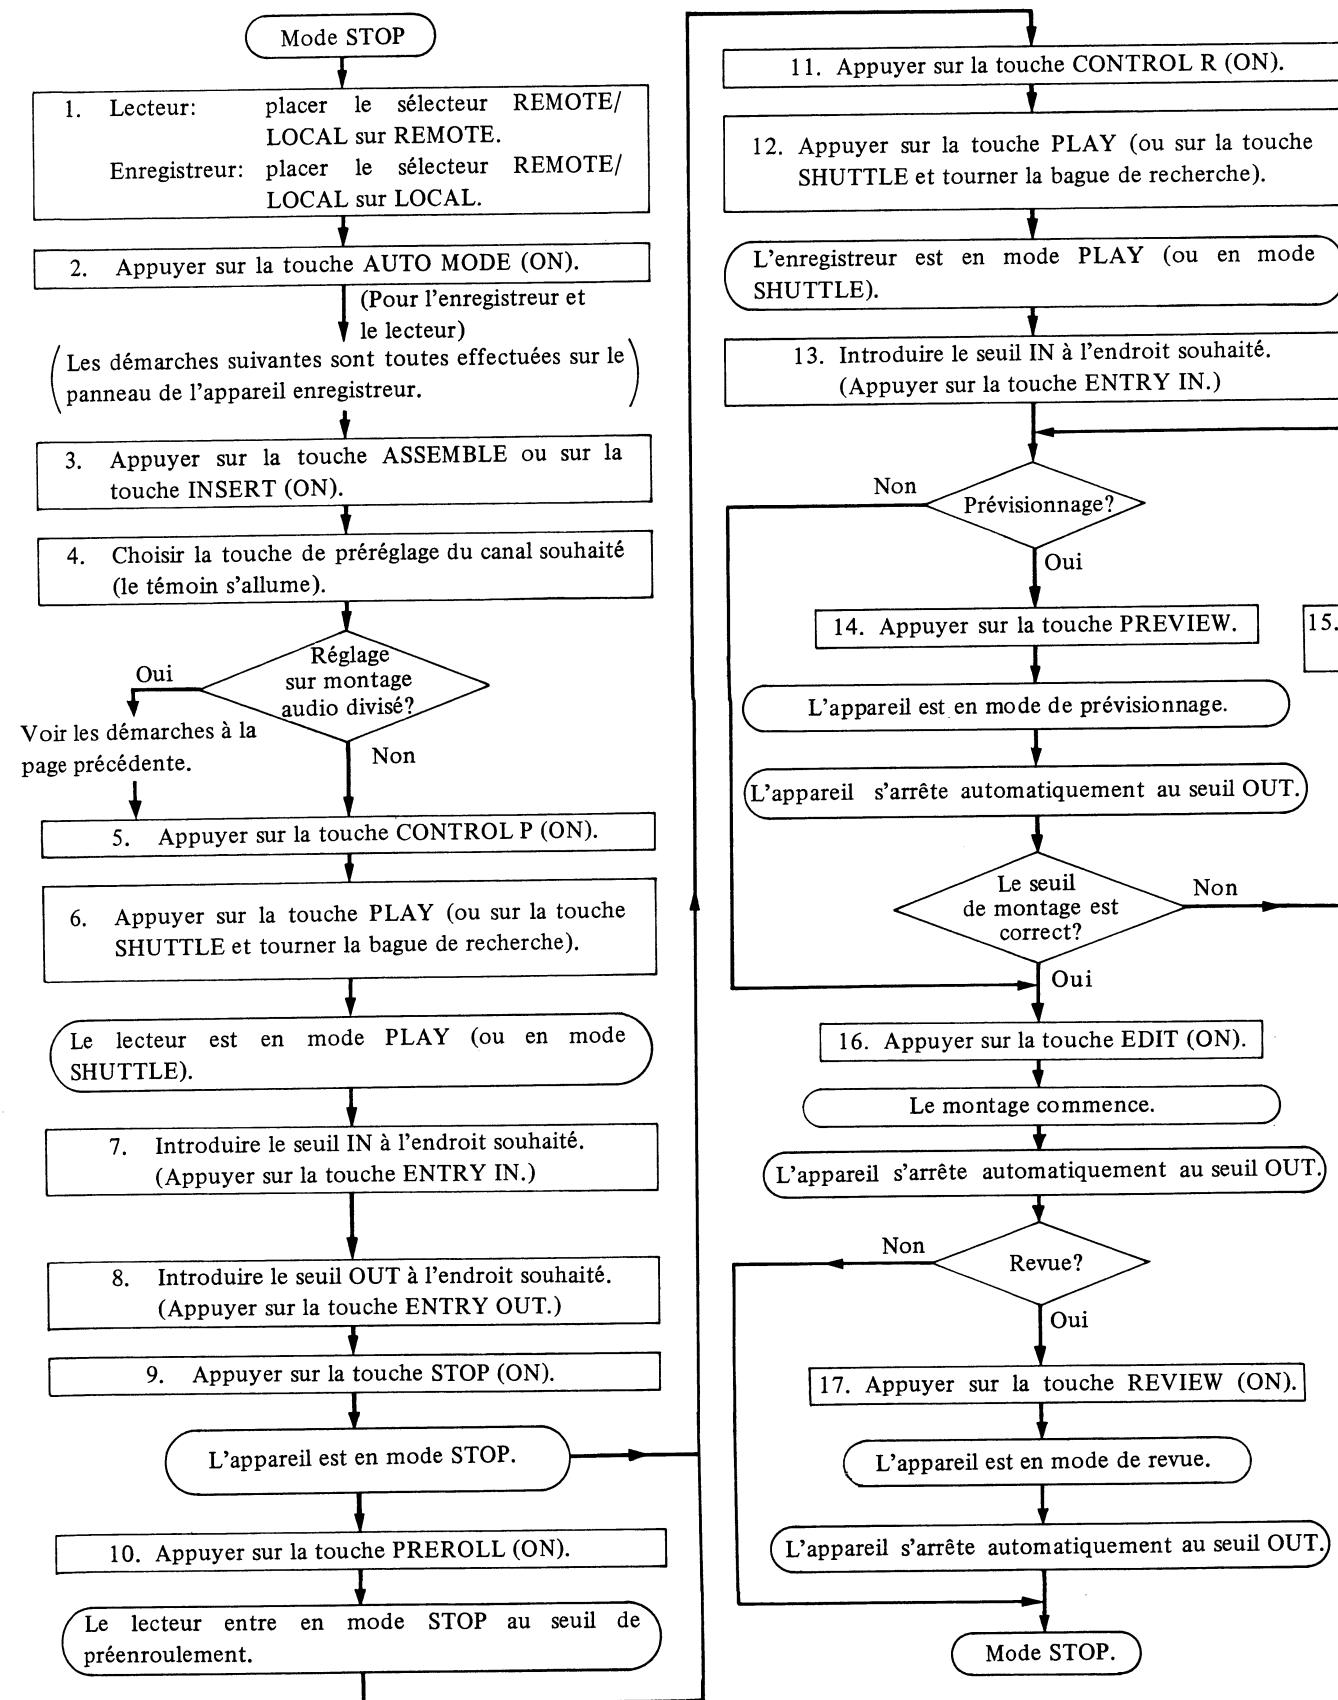 Mode STOP
1. Lecteur: placer le sélecteur REMOTE/
LOCAL sur REMOTE.
Enregistreur: placer le sélecteur REMOTE/
LOCAL sur LOCAL.
2. Appuyer sur la touche AUTO MODE (ON).
(Pour l'enregistreur et
le lecteur)
(Les démarches suivantes sont toutes effectuées sur le
panneau de l'appareil enregistreur.)
3. Appuyer sur la touche ASSEMBLE ou sur la
touche INSERT (ON).
4. Choisir la touche de préréglage du canal souhaité
(le témoin s'allume).
Réglage
sur montage
audio divisé?
Oui
Voir les démarches à la
page précédente.
Non
5. Appuyer sur la touche CONTROL P (ON).
6. Appuyer sur la touche PLAY (ou sur la touche
SHUTTLE et tourner la bague de recherche).
Le lecteur est en mode PLAY (ou en mode
SHUTTLE).
7. Introduire le seuil IN à l'endroit souhaité.
(Appuyer sur la touche ENTRY IN.)
8. Introduire le seuil OUT à l'endroit souhaité.
(Appuyer sur la touche ENTRY OUT.)
9. Appuyer sur la touche STOP (ON).
L'appareil est en mode STOP.
10. Appuyer sur la touche PREROLL (ON).
Le lecteur entre en mode STOP au seuil de
préenroulement.
11. Appuyer sur la touche CONTROL R (ON).
12. Appuyer sur la touche PLAY (ou sur la touche
SHUTTLE et tourner la bague de recherche).
L'enregistreur est en mode PLAY (ou en mode
SHUTTLE).
13. Introduire le seuil IN à l'endroit souhaité.
(Appuyer sur la touche ENTRY IN.)
Non
Prévisionnage?
Oui
14. Appuyer sur la touche PREVIEW.
15.
L'appareil est en mode de prévisionnage.
L'appareil s'arrête automatiquement au seuil OUT.
Le seuil
de montage est
correct?
Non
Oui
16. Appuyer sur la touche EDIT (ON).
Le montage commence.
L'appareil s'arrête automatiquement au seuil OUT.
Non
Revue?
Oui
17. Appuyer sur la touche REVIEW (ON).
L'appareil est en mode de revue.
L'appareil s'arrête automatiquement au seuil OUT.
Mode STOP.